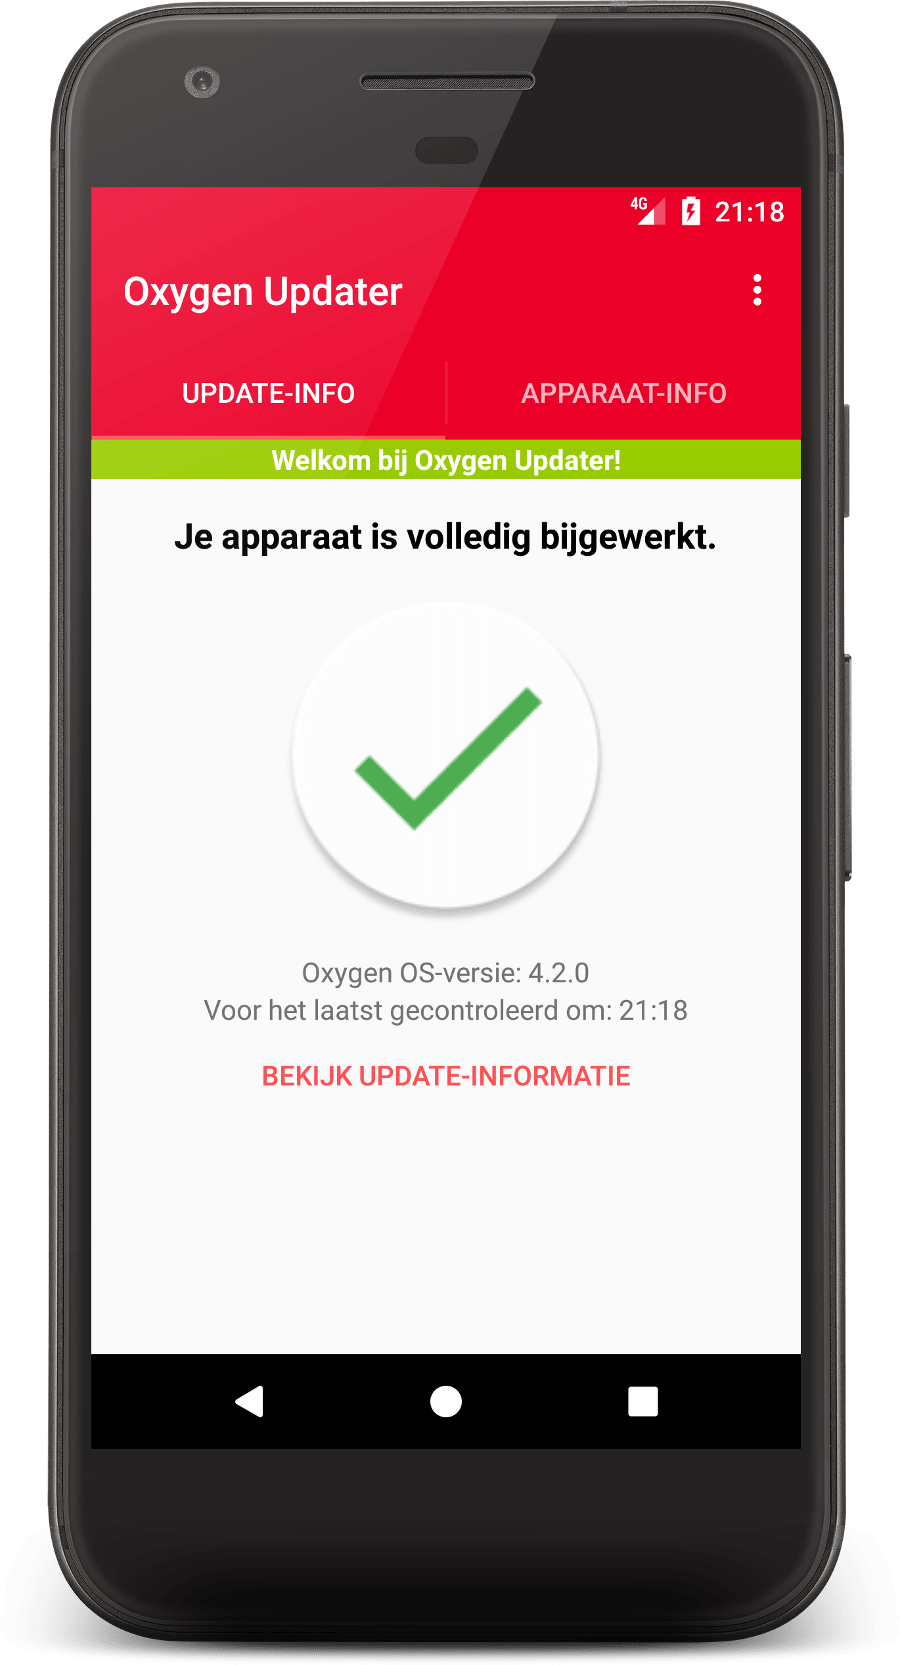 4G 21:18
Oxygen Updater
UPDATE-INFO APPARAAT-INFO
Welkom bij Oxygen Updater!
Je apparaat is volledig bijgewerkt.
Oxygen OS-versie: 4.2.0
Voor het laatst gecontroleerd om: 21:18
BEKIJK UPDATE-INFORMATIE